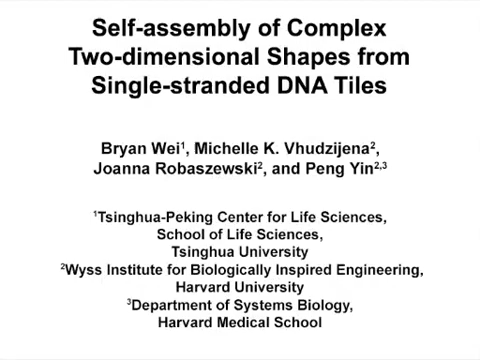 Self-assembly of Complex
Two-dimensional Shapes from
Single-stranded DNA Tiles
Bryan Wei¹, Michelle K. Vhudzijena²,
Joanna Robaszewski², and Peng Yin²,³
¹Tsinghua-Peking Center for Life Sciences,
School of Life Sciences,
Tsinghua University
²Wyss Institute for Biologically Inspired Engineering,
Harvard University
³Department of Systems Biology,
Harvard Medical School